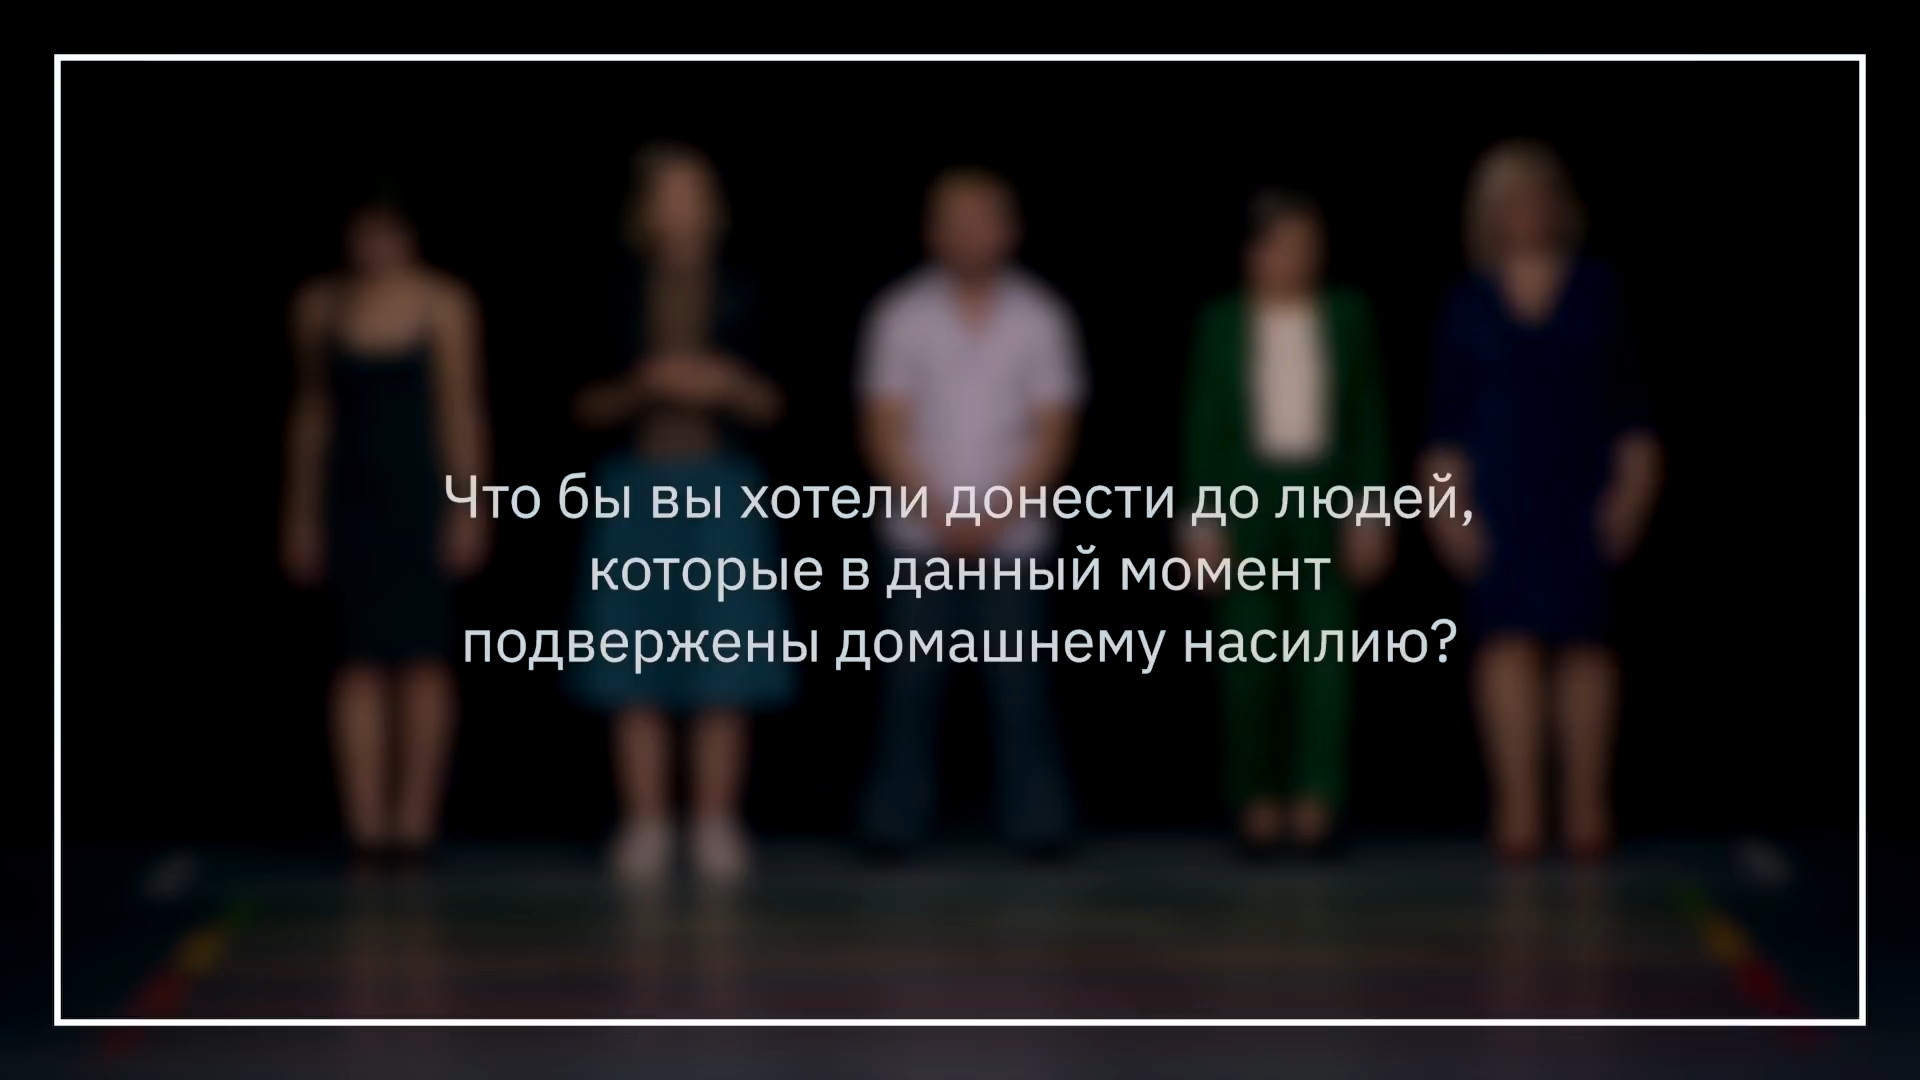 Что бы вы хотели донести до людей,
которые в данный момент
подвержены домашнему насилию?